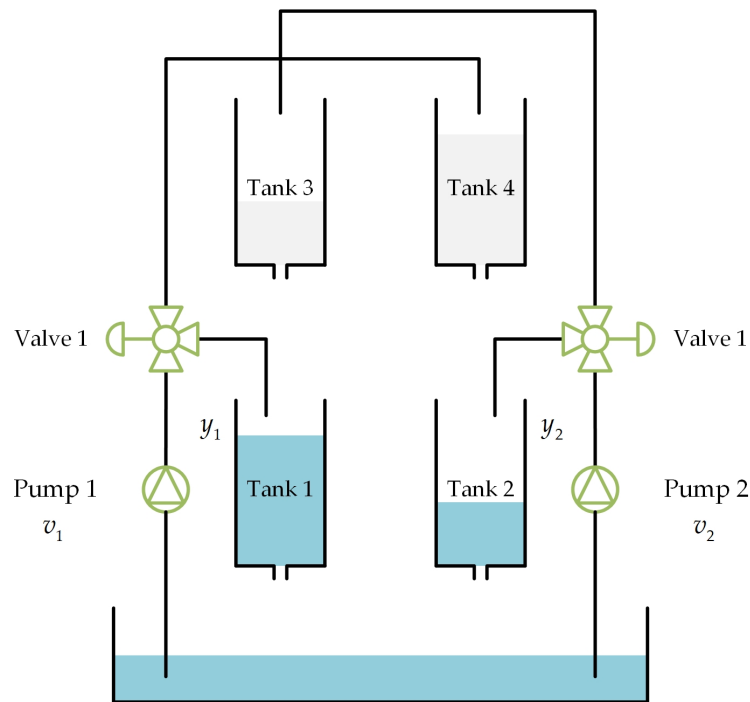 Tank 3
Tank 4
Valve 1
Valve 1
y₁
y₂
Pump 1
v₁
Tank 1
Tank 2
Pump 2
v₂